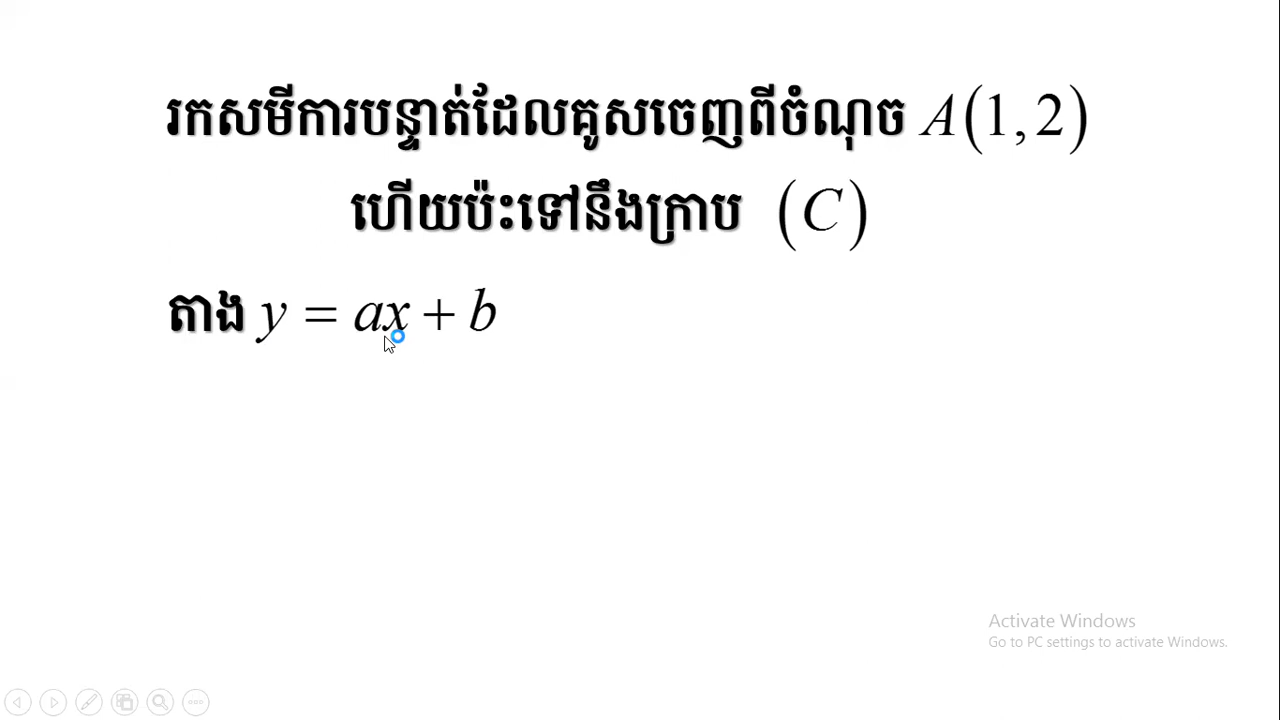 រកសមីការបន្ទាត់ដែលគូសចេញពីចំណុច A(1,2)
ហើយប៉ះទៅនឹងក្រាប (C)
តាង y = ax + b
Activate Windows
Go to PC settings to activate Windows.